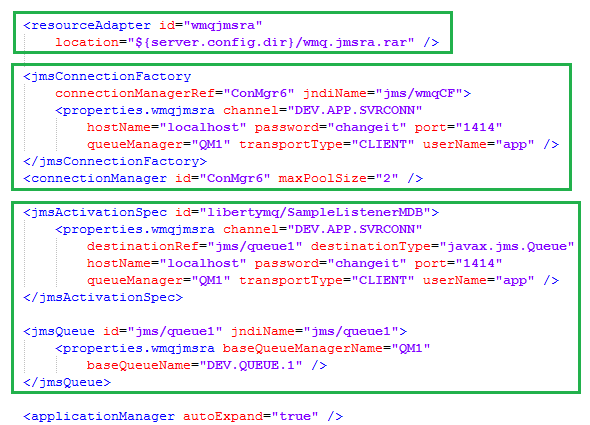 <resourceAdapter id="wmqjmsra"
location="${server.config.dir}/wmq.jmsra.rar" />
<jmsConnectionFactory
connectionManagerRef="ConMgr6" jndiName="jms/wmqCF">
<properties.wmqjmsra channel="DEV.APP.SVRCONN"
hostName="localhost" password="changeit" port="1414"
queueManager="QM1" transportType="CLIENT" userName="app" />
</jmsConnectionFactory>
<connectionManager id="ConMgr6" maxPoolSize="2" />
<jmsActivationSpec id="libertymq/SampleListenerMDB">
<properties.wmqjmsra channel="DEV.APP.SVRCONN"
destinationRef="jms/queue1" destinationType="javax.jms.Queue"
hostName="localhost" password="changeit" port="1414"
queueManager="QM1" transportType="CLIENT" userName="app" />
</jmsActivationSpec>
<jmsQueue id="jms/queue1" jndiName="jms/queue1">
<properties.wmqjmsra baseQueueManagerName="QM1"
baseQueueName="DEV.QUEUE.1" />
</jmsQueue>
<applicationManager autoExpand="true" />